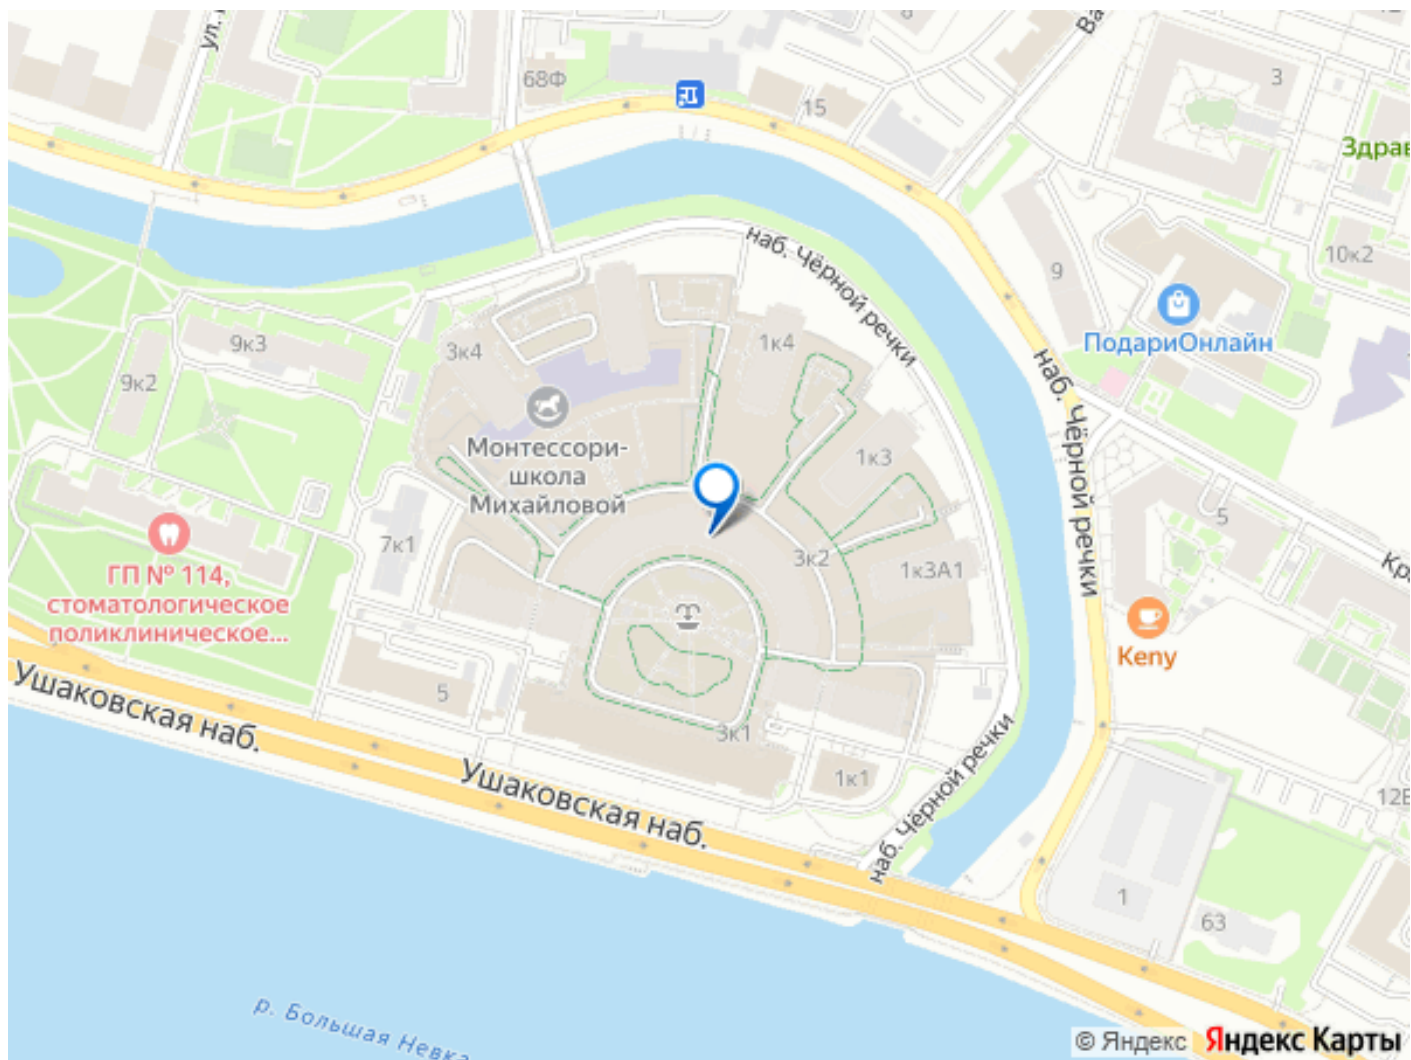 ул.
68Ф
8
15
3
Здрав
10к2
9
наб. Чёрной речки
ПодариОнлайн
наб. Чёрной речки
9к3
9к2
3к4
1к4
1к3
Монтессори-
школа
Михайловой
3к2
1к3А1
7к1
5
ГП № 114,
стоматологическое
поликлиническое...
Keny
5
3к1
1к1
Ушаковская наб.
Ушаковская наб.
наб. Чёрной речки
1
63
р. Большая Невка
© Яндекс Яндекс Карты